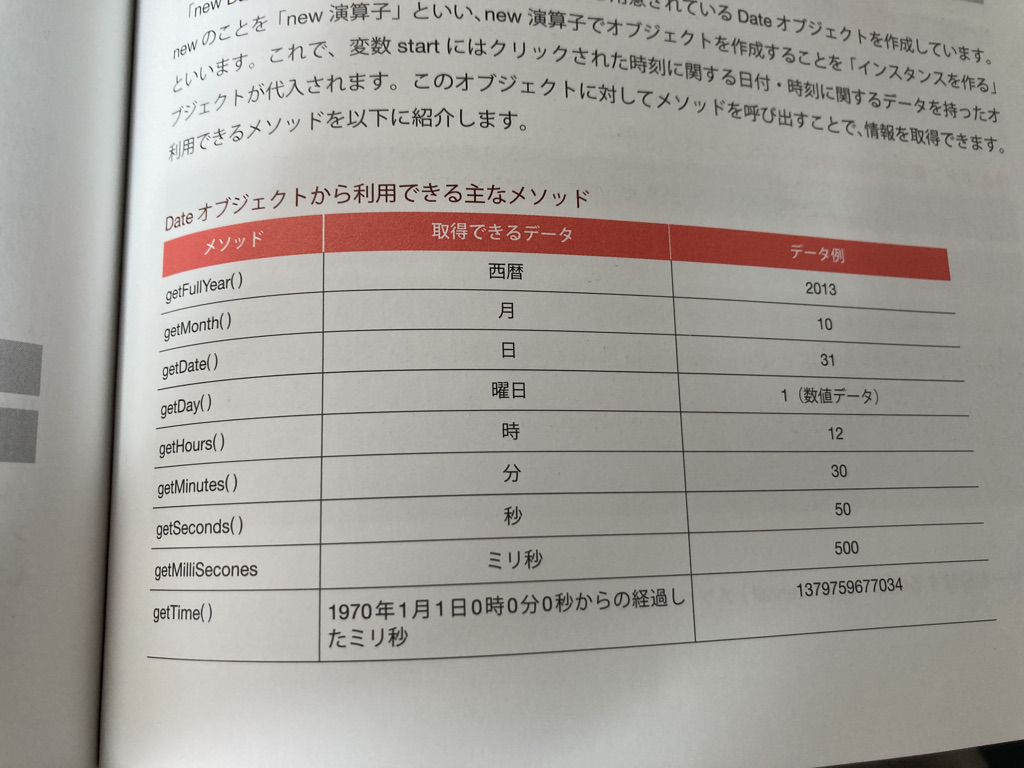 「new
用意されている Date オブジェクトを作成しています。
new のことを「new 演算子」といい、new 演算子でオブジェクトを作成することを「インスタンスを作る」
といいます。これで、変数 start にはクリックされた時刻に関する日付・時刻に関するデータを持ったオ
ブジェクトが代入されます。このオブジェクトに対してメソッドを呼び出すことで、情報を取得できます。
利用できるメソッドを以下に紹介します。
Date オブジェクトから利用できる主なメソッド
メソッド 取得できるデータ データ例
getFullYear( ) 西暦 2013
getMonth( ) 月 10
getDate( ) 日 31
getDay( ) 曜日 1（数値データ）
getHours( ) 時 12
getMinutes( ) 分 30
getSeconds( ) 秒 50
getMilliSecones ミリ秒 500
getTime( ) 1970年1月1日0時0分0秒からの経過し 1379759677034
たミリ秒